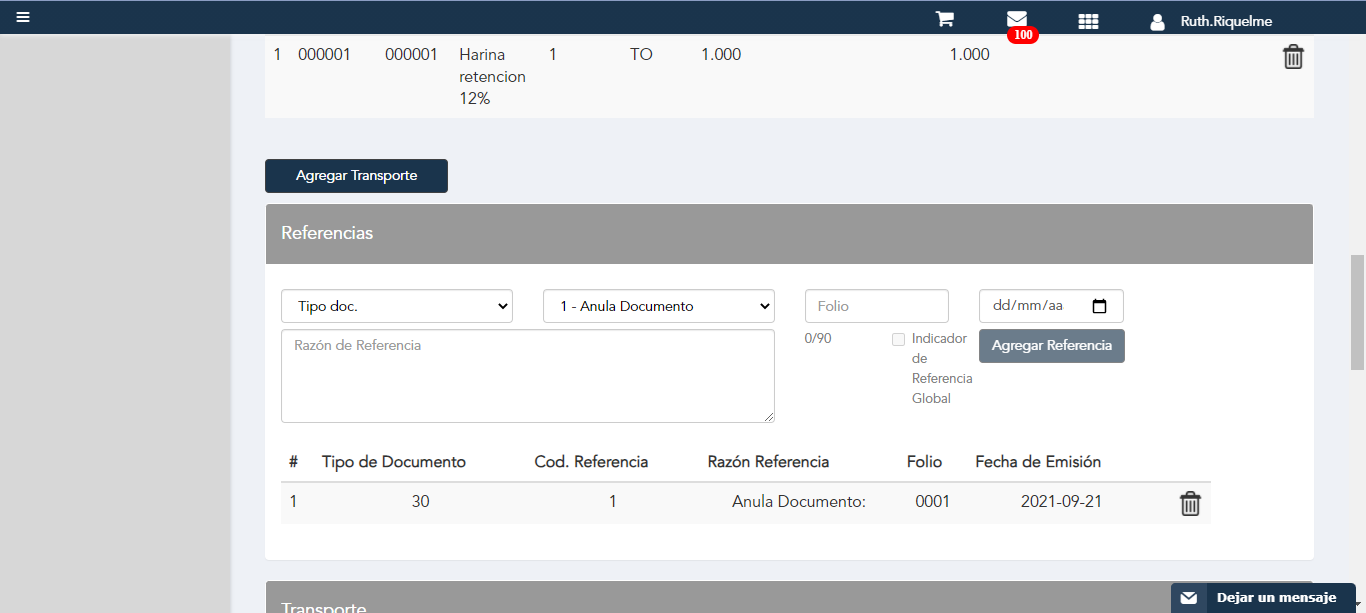 Ruth.Riquelme
100
1 000001 000001 Harina 1 TO 1.000 1.000
retencion
12%
Agregar Transporte
Referencias
Tipo doc. 1 - Anula Documento Folio dd/mm/aa
Razón de Referencia 0/90 Indicador Agregar Referencia
de
Referencia
Global
# Tipo de Documento Cod. Referencia Razón Referencia Folio Fecha de Emisión
1 30 1 Anula Documento: 0001 2021-09-21
Transporte
Dejar un mensaje